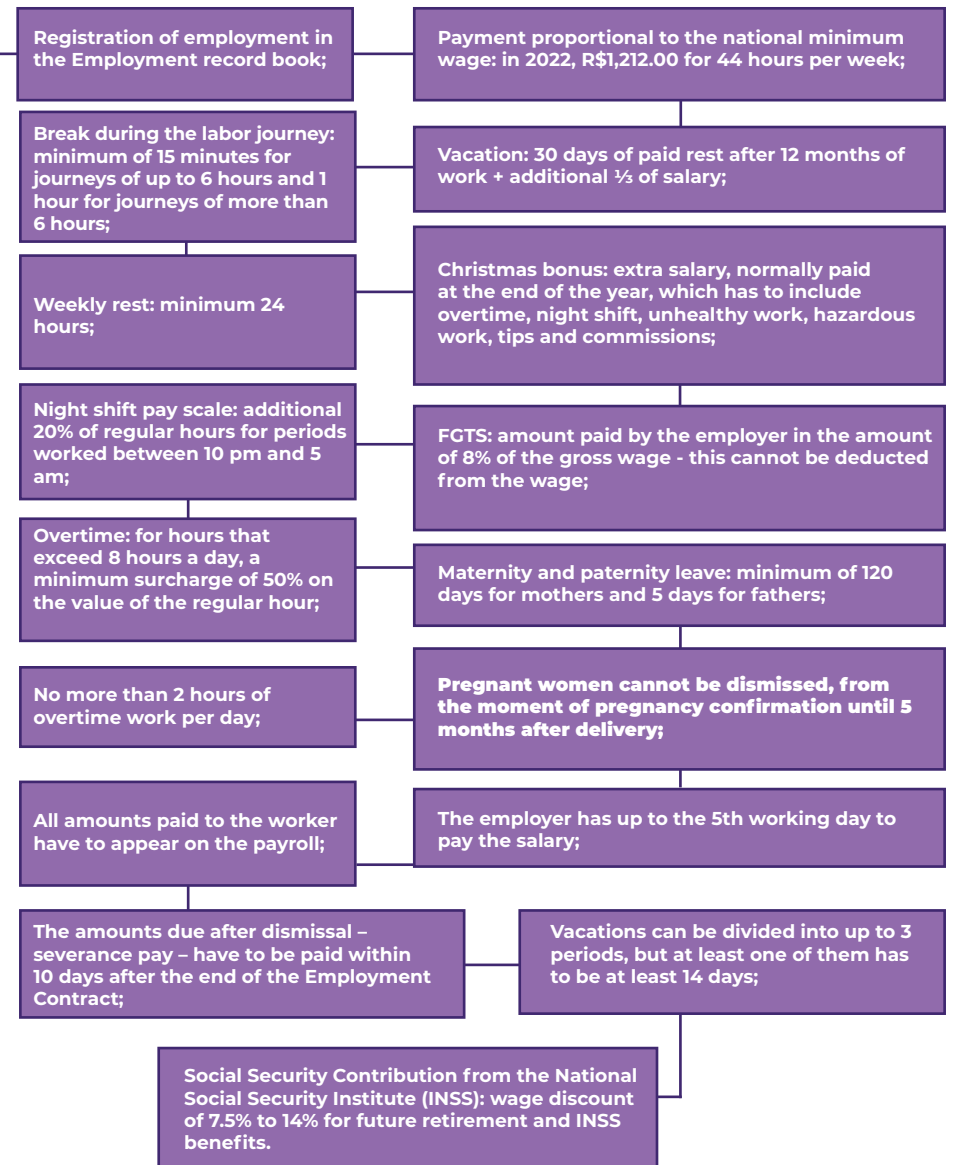 Registration of employment in
the Employment record book;
Payment proportional to the national minimum
wage: in 2022, R$1,212.00 for 44 hours per week;
Break during the labor journey:
minimum of 15 minutes for
journeys of up to 6 hours and 1
hour for journeys of more than
6 hours;
Vacation: 30 days of paid rest after 12 months of
work + additional ⅓ of salary;
Weekly rest: minimum 24
hours;
Christmas bonus: extra salary, normally paid
at the end of the year, which has to include
overtime, night shift, unhealthy work, hazardous
work, tips and commissions;
Night shift pay scale: additional
20% of regular hours for periods
worked between 10 pm and 5
am;
FGTS: amount paid by the employer in the amount
of 8% of the gross wage - this cannot be deducted
from the wage;
Overtime: for hours that
exceed 8 hours a day, a
minimum surcharge of 50% on
the value of the regular hour;
Maternity and paternity leave: minimum of 120
days for mothers and 5 days for fathers;
No more than 2 hours of
overtime work per day;
Pregnant women cannot be dismissed, from
the moment of pregnancy confirmation until 5
months after delivery;
All amounts paid to the worker
have to appear on the payroll;
The employer has up to the 5th working day to
pay the salary;
The amounts due after dismissal –
severance pay – have to be paid within
10 days after the end of the Employment
Contract;
Vacations can be divided into up to 3
periods, but at least one of them has
to be at least 14 days;
Social Security Contribution from the National
Social Security Institute (INSS): wage discount
of 7.5% to 14% for future retirement and INSS
benefits.